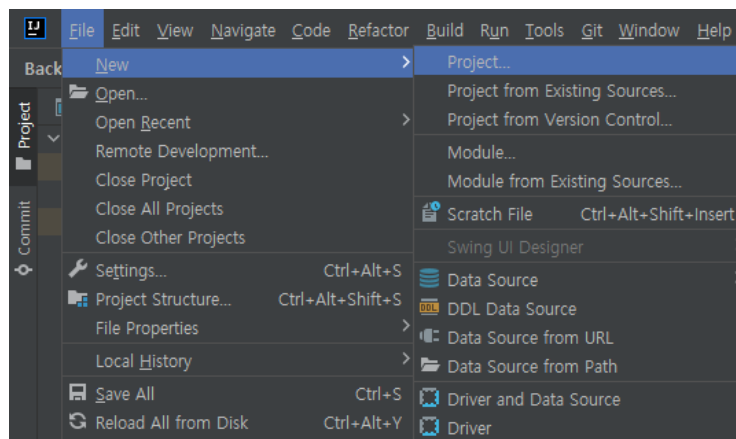 IJ File Edit View Navigate Code Refactor Build Run Tools Git Window Help
Back
Project
Commit
New
Open...
Open Recent
Remote Development...
Close Project
Close All Projects
Close Other Projects
Settings... Ctrl+Alt+S
Project Structure... Ctrl+Alt+Shift+S
File Properties
Local History
Save All Ctrl+S
Reload All from Disk Ctrl+Alt+Y
Project...
Project from Existing Sources...
Project from Version Control...
Module...
Module from Existing Sources...
Scratch File Ctrl+Alt+Shift+Insert
Swing UI Designer
Data Source
DDL DDL Data Source
Data Source from URL
Data Source from Path
Driver and Data Source
Driver